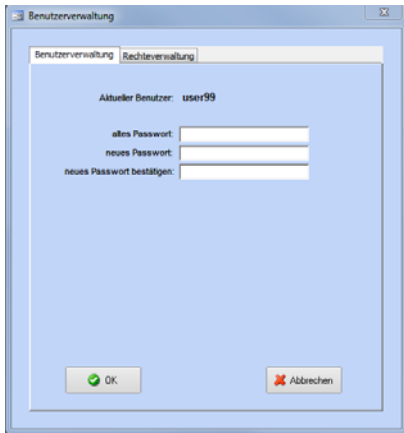 Benutzerverwaltung
Benutzerverwaltung Rechteverwaltung
Aktueller Benutzer: user99
altes Passwort:
neues Passwort:
neues Passwort bestätigen:
OK Abbrechen